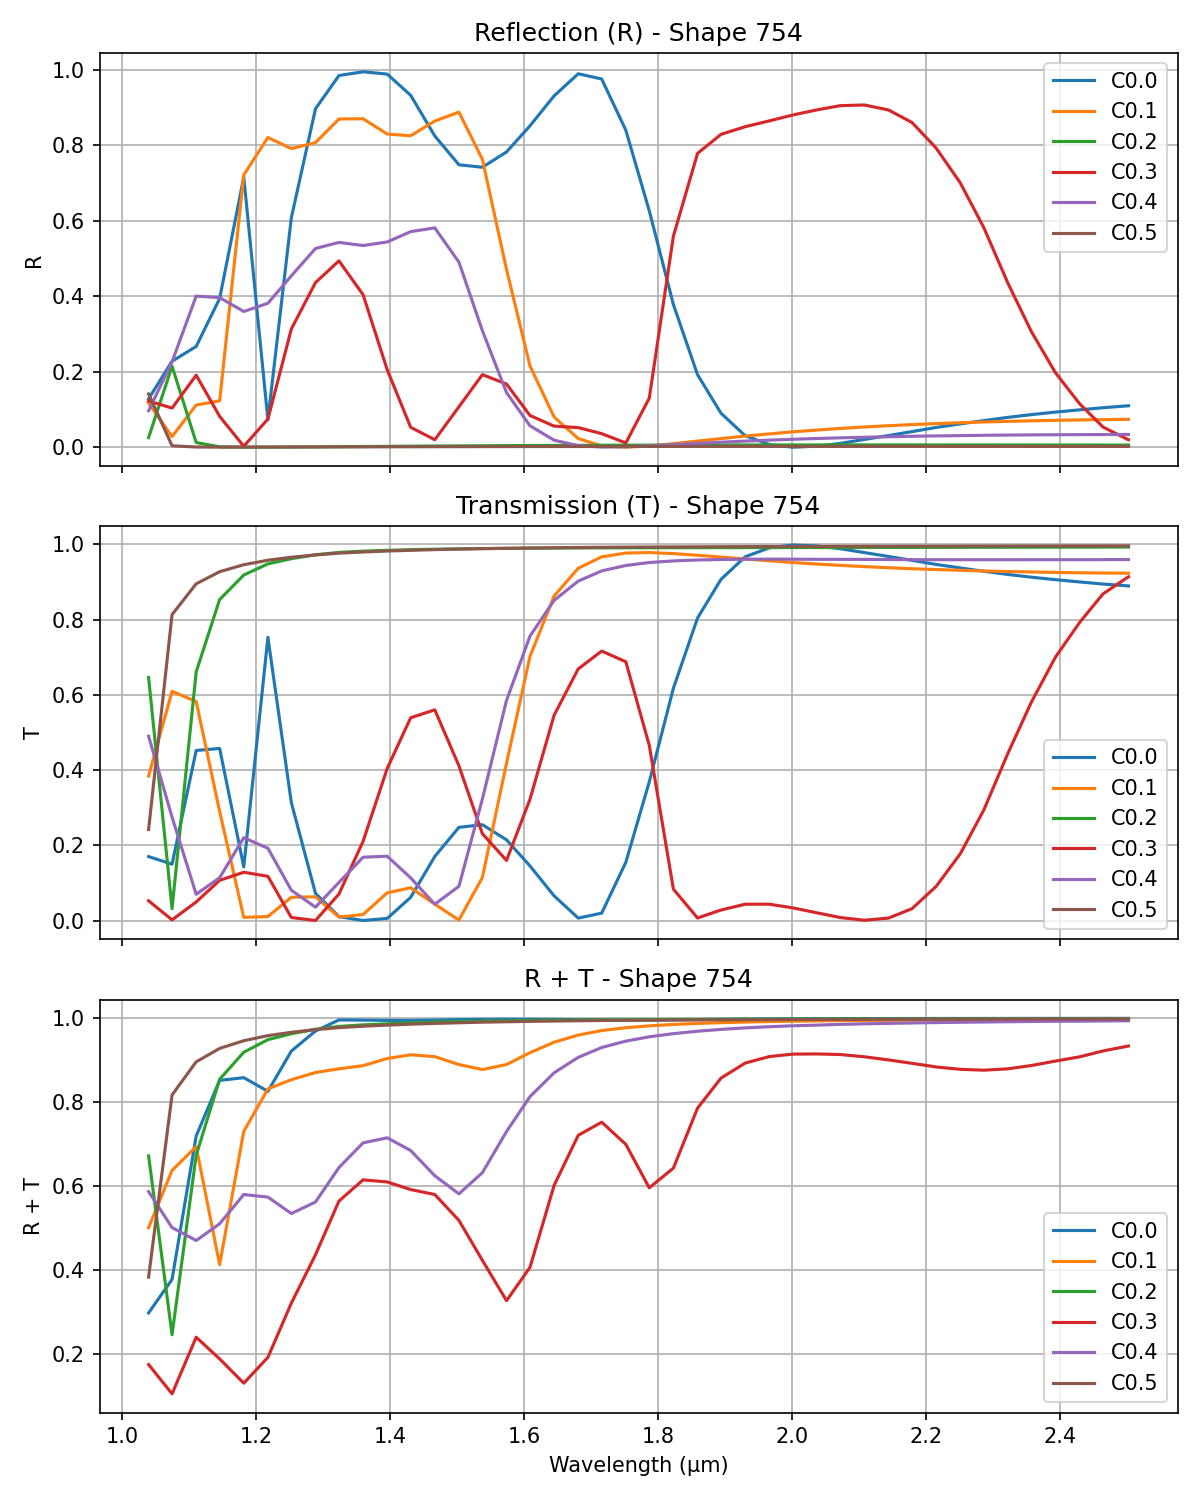 Reflection (R) - Shape 754
1.0
0.8
0.6
0.4
0.2
0.0
R
C0.0
C0.1
C0.2
C0.3
C0.4
C0.5
Transmission (T) - Shape 754
1.0
0.8
0.6
0.4
0.2
0.0
T
C0.0
C0.1
C0.2
C0.3
C0.4
C0.5
R + T - Shape 754
1.0
0.8
0.6
0.4
0.2
R + T
C0.0
C0.1
C0.2
C0.3
C0.4
C0.5
1.0 1.2 1.4 1.6 1.8 2.0 2.2 2.4
Wavelength (μm)